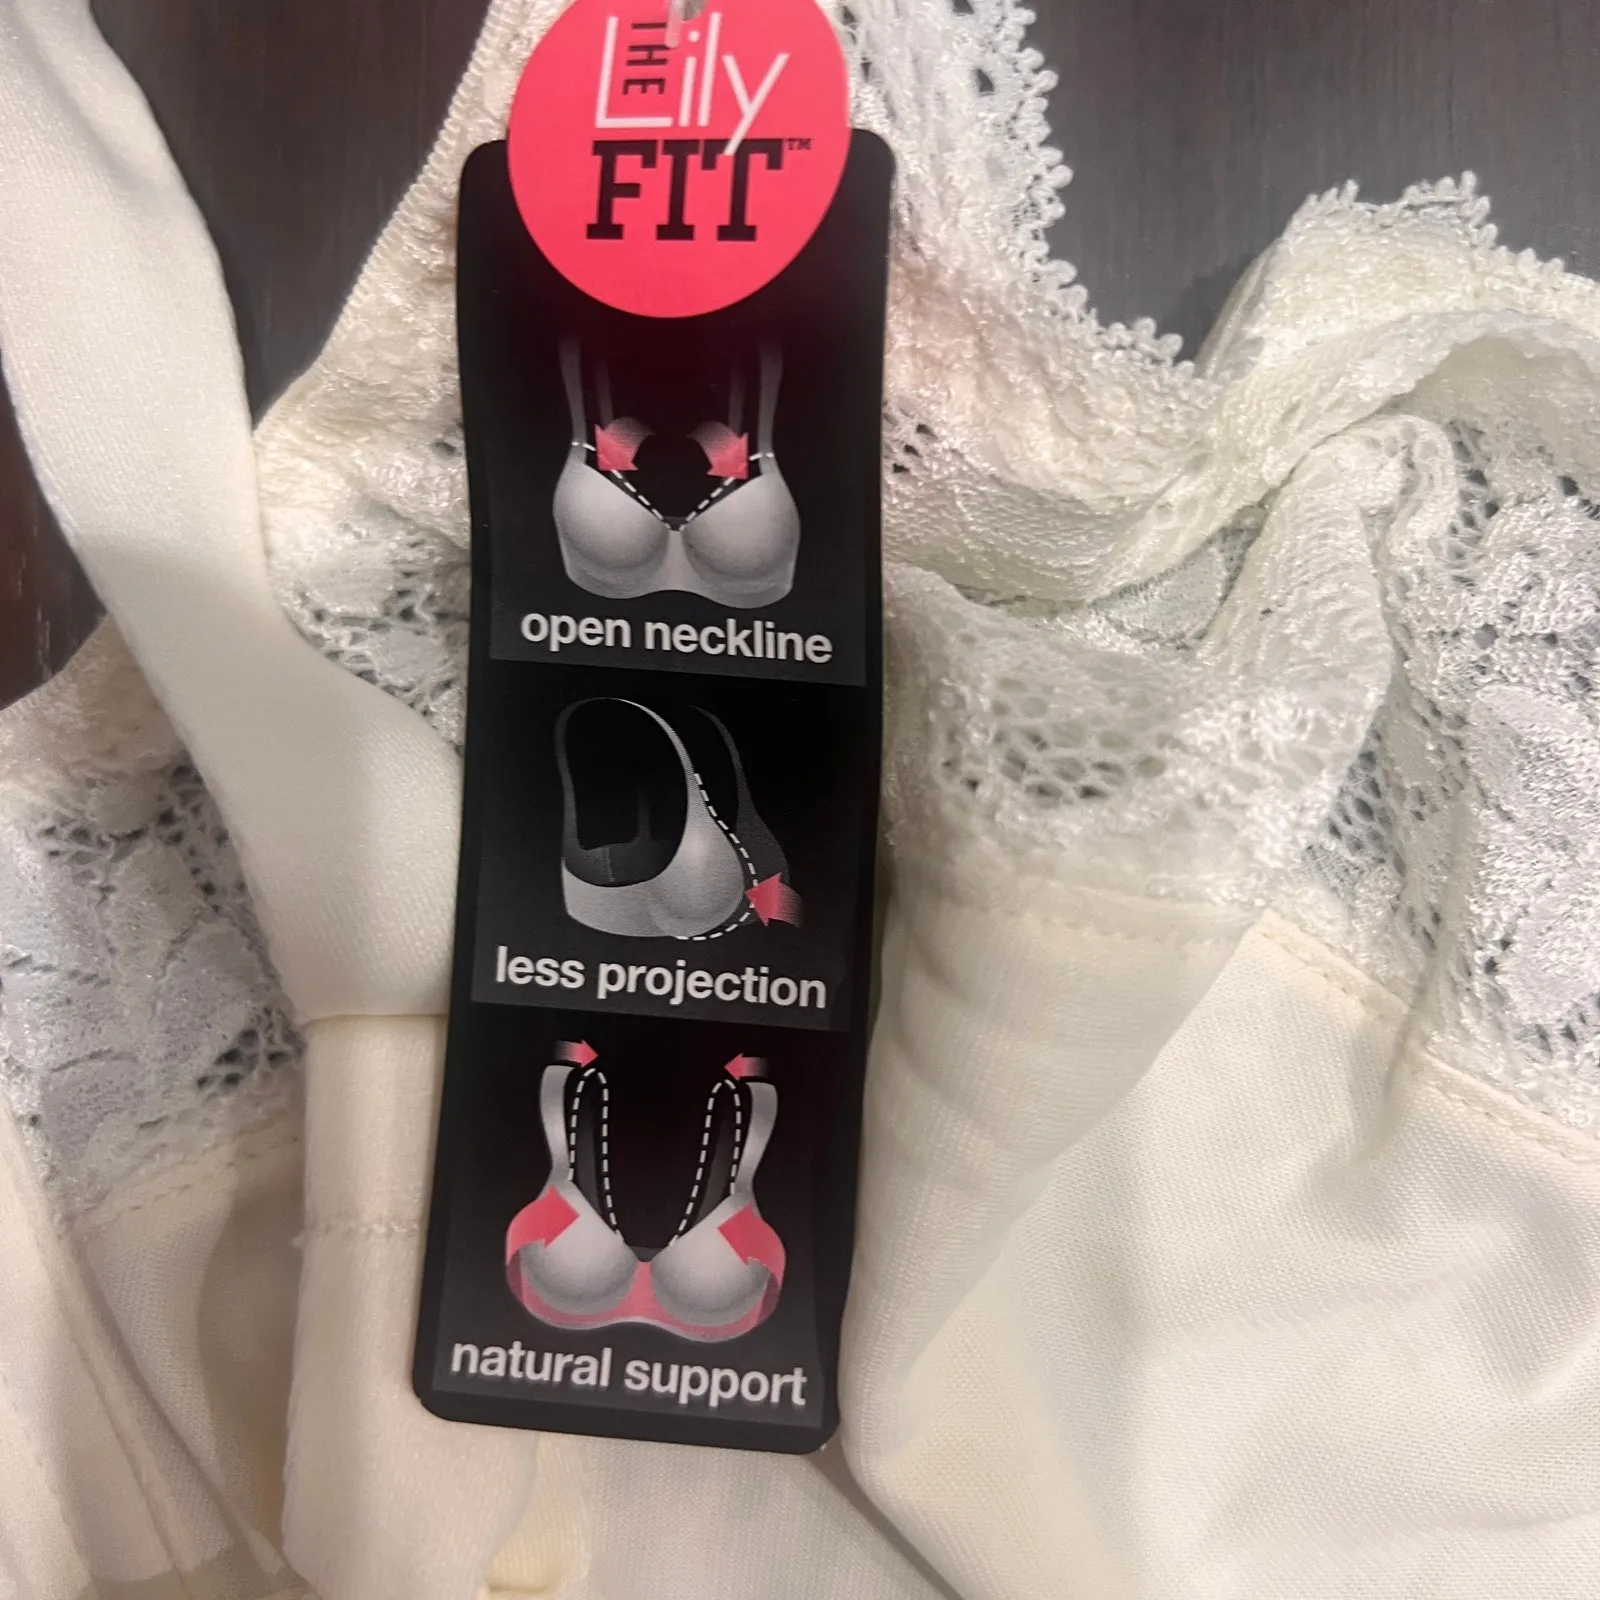 THE
Lily
FIT™
open neckline
less projection
natural support